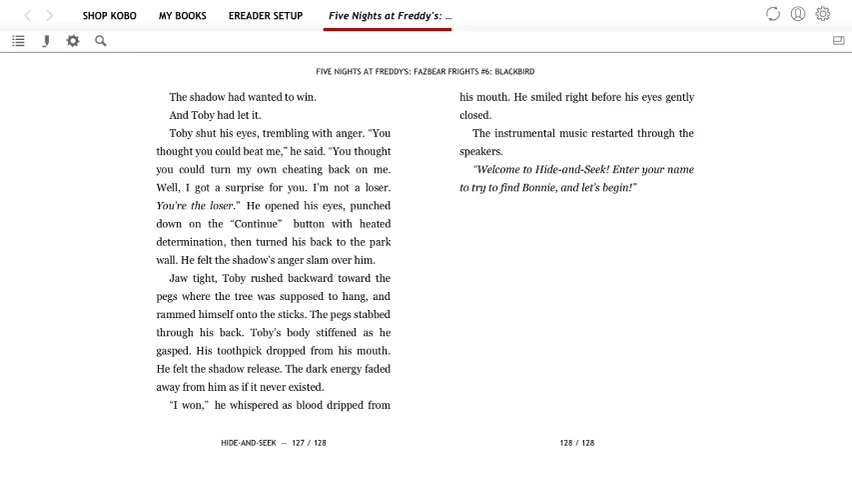 SHOP KOBO MY BOOKS EREADER SETUP Five Nights at Freddy's: ...
FIVE NIGHTS AT FREDDY'S: FAZBEAR FRIGHTS #6: BLACKBIRD
The shadow had wanted to win.
And Toby had let it.
Toby shut his eyes, trembling with anger. “You
thought you could beat me,” he said. “You thought
you could turn my own cheating back on me.
Well, I got a surprise for you. I’m not a loser.
You’re the loser.” He opened his eyes, punched
down on the “Continue” button with heated
determination, then turned his back to the park
wall. He felt the shadow’s anger slam over him.
Jaw tight, Toby rushed backward toward the
pegs where the tree was supposed to hang, and
rammed himself onto the sticks. The pegs stabbed
through his back. Toby’s body stiffened as he
gasped. His toothpick dropped from his mouth.
He felt the shadow release. The dark energy faded
away from him as if it never existed.
“I won,” he whispered as blood dripped from
his mouth. He smiled right before his eyes gently
closed.
The instrumental music restarted through the
speakers.
“Welcome to Hide-and-Seek! Enter your name
to try to find Bonnie, and let’s begin!”
HIDE-AND-SEEK — 127 / 128
128 / 128